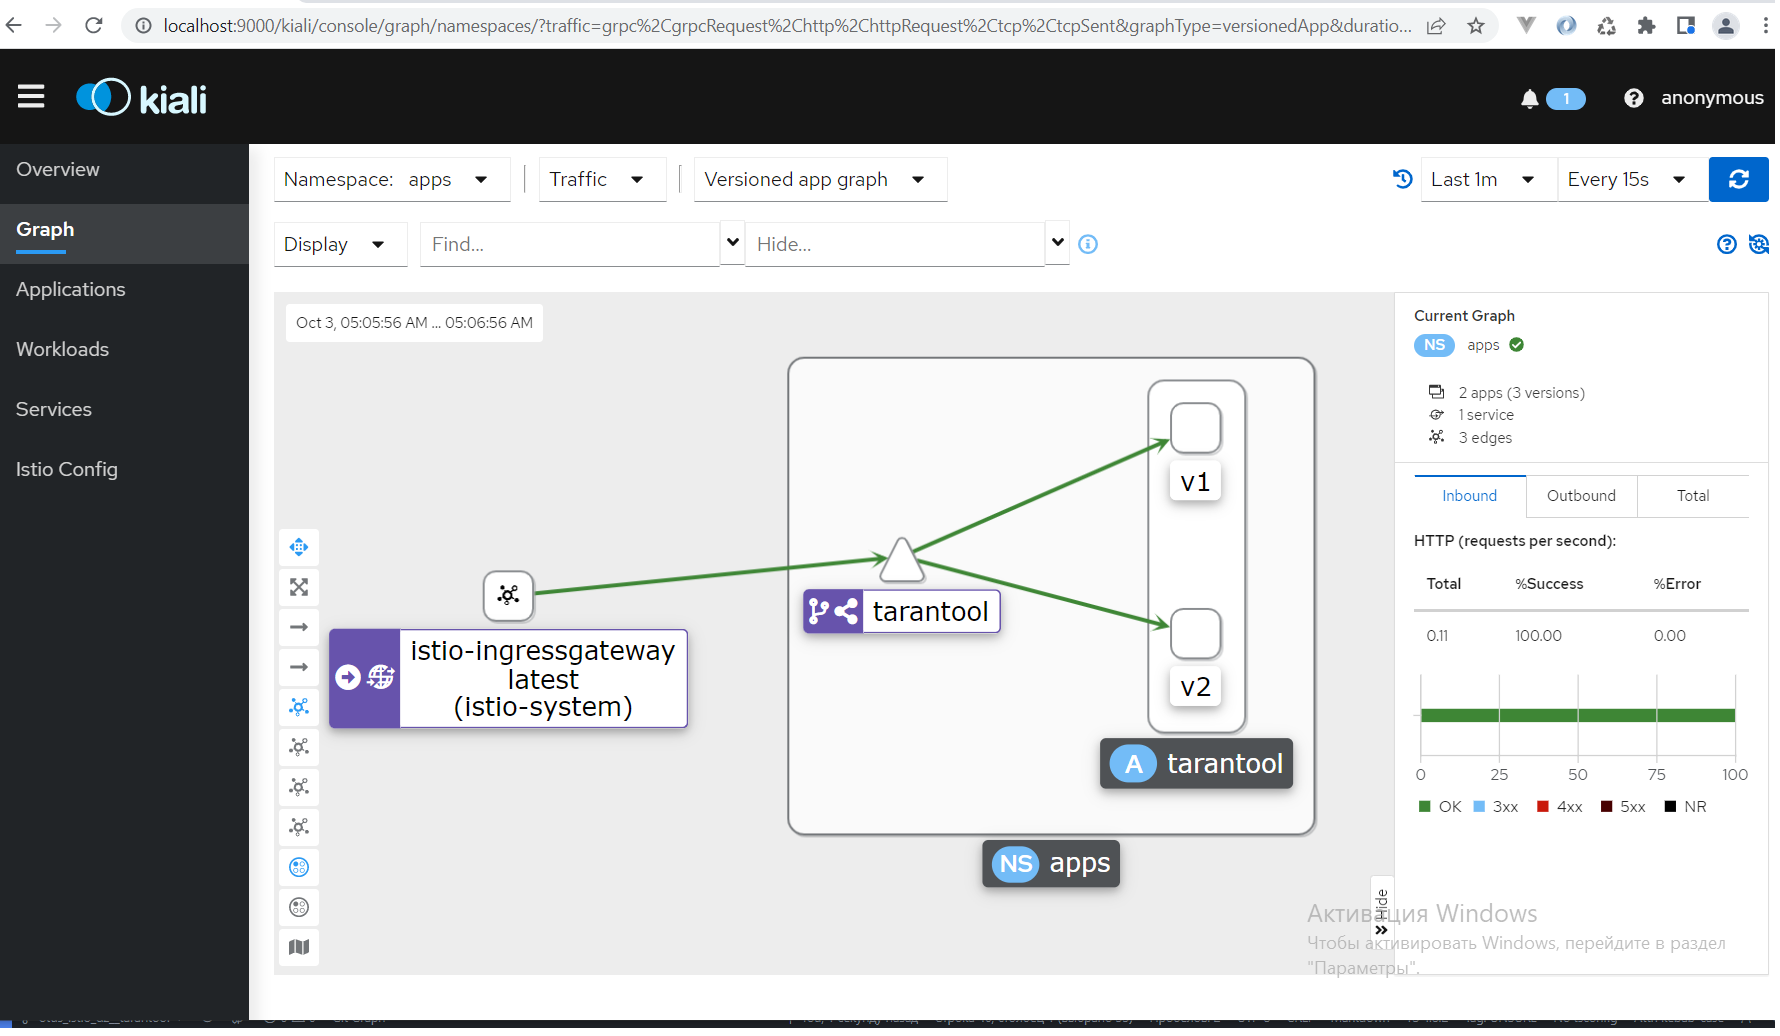 localhost:9000/kiali/console/graph/namespaces/?traffic=grpc%2CgrpcRequest%2Chttp%2ChttpRequest%2Ctcp%2CtcpSent&graphType=versionedApp&duratio...
kiali
1
anonymous
Overview
Graph
Applications
Workloads
Services
Istio Config
Namespace: apps
Traffic
Versioned app graph
Last 1m
Every 15s
Display
Find...
Hide...
Oct 3, 05:05:56 AM ... 05:06:56 AM
v1
tarantool
v2
istio-ingressgateway
latest
(istio-system)
A tarantool
NS apps
Current Graph
NS apps
2 apps (3 versions)
1 service
3 edges
Inbound
Outbound
Total
HTTP (requests per second):
Total %Success %Error
0.11 100.00 0.00
0 25 50 75 100
OK 3xx 4xx 5xx NR
Hide
Активация Windows
Чтобы активировать Windows, перейдите в раздел
"Параметры".